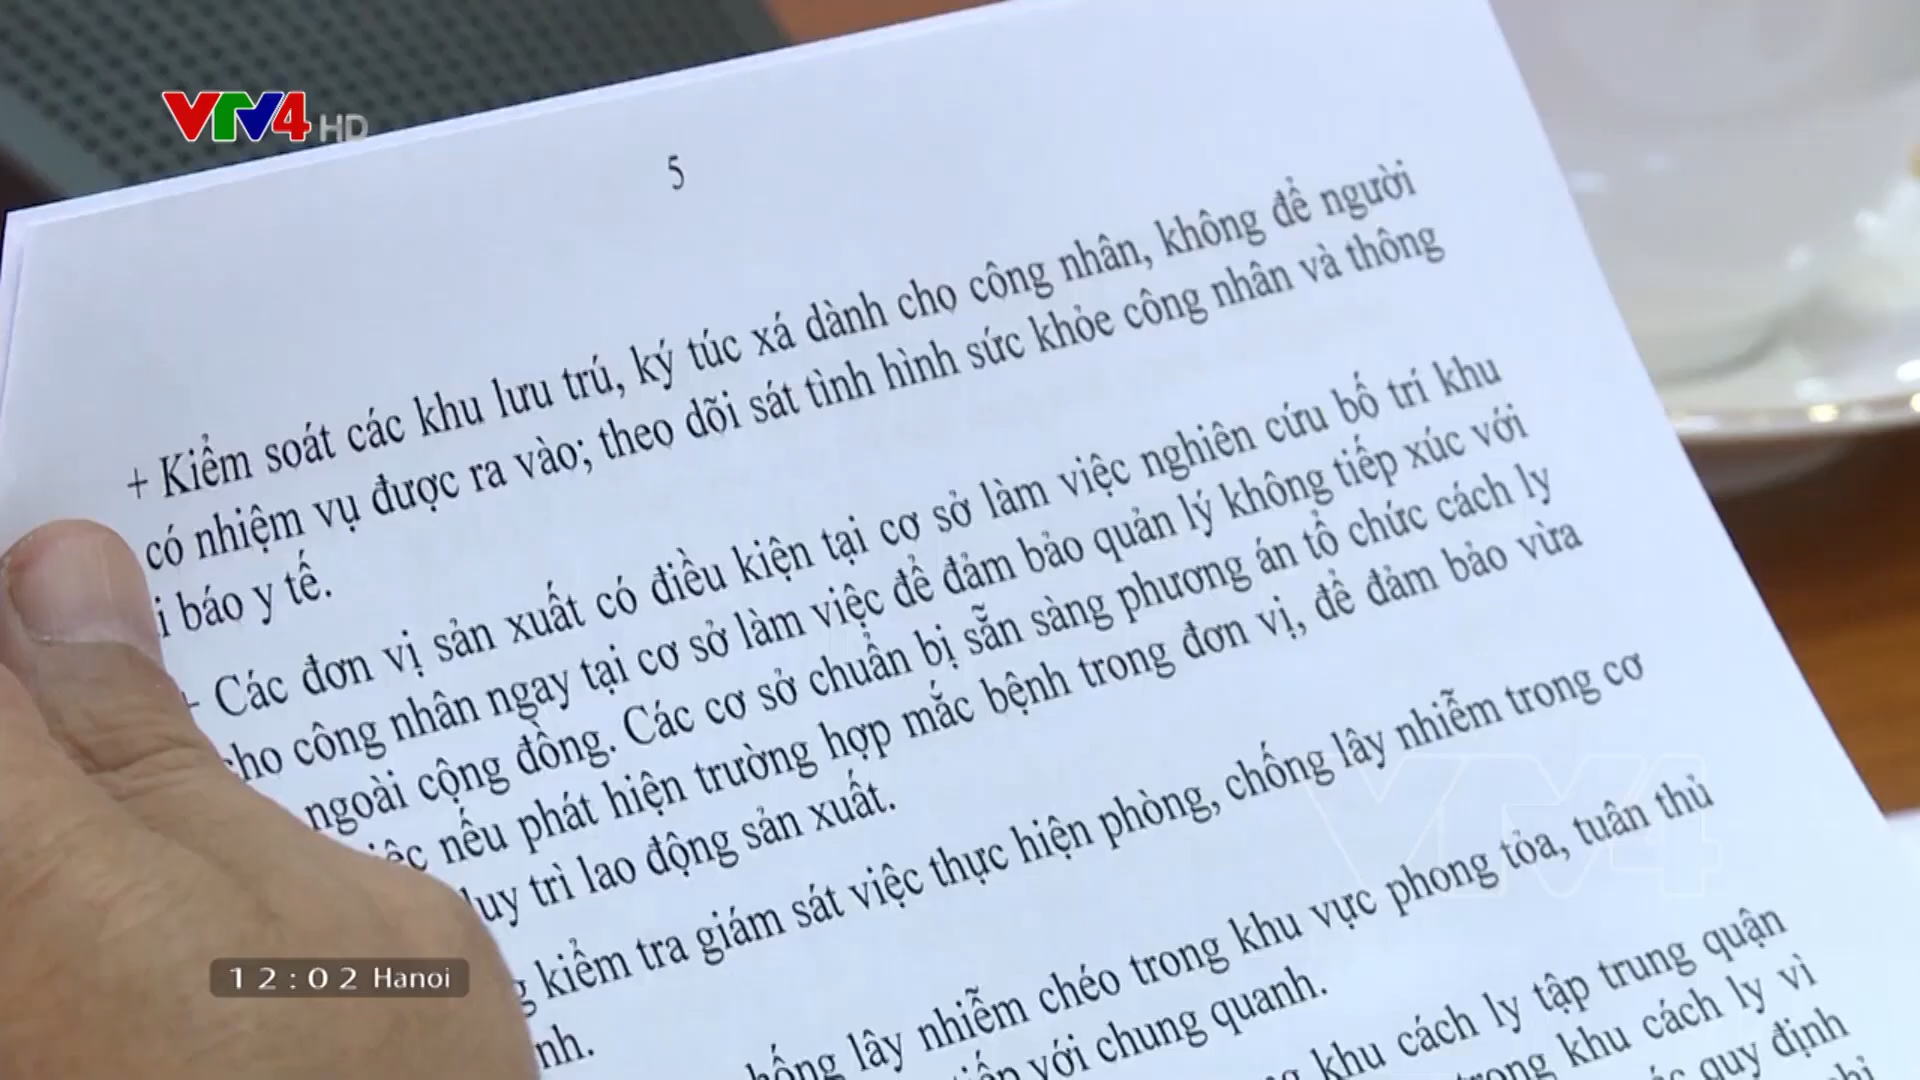 VTV4 HD
5
+ Kiểm soát các khu lưu trú, ký túc xá dành cho công nhân, không để người
có nhiệm vụ được ra vào; theo dõi sát tình hình sức khỏe công nhân và thông
i báo y tế.
+ Các đơn vị sản xuất có điều kiện tại cơ sở làm việc nghiên cứu bố trí khu
cho công nhân ngay tại cơ sở làm việc để đảm bảo quản lý không tiếp xúc với
ngoài cộng đồng. Các cơ sở chuẩn bị sẵn sàng phương án tổ chức cách ly
iệc nếu phát hiện trường hợp mắc bệnh trong đơn vị, để đảm bảo vừa
duy trì lao động sản xuất.
g kiểm tra giám sát việc thực hiện phòng, chống lây nhiễm trong cơ
nh.
hống lây nhiễm chéo trong khu vực phong tỏa, tuân thủ
tiếp với chung quanh.
khu cách ly tập trung quận
trong khu cách ly vì
quy định
VTV4
12:02 Hanoi